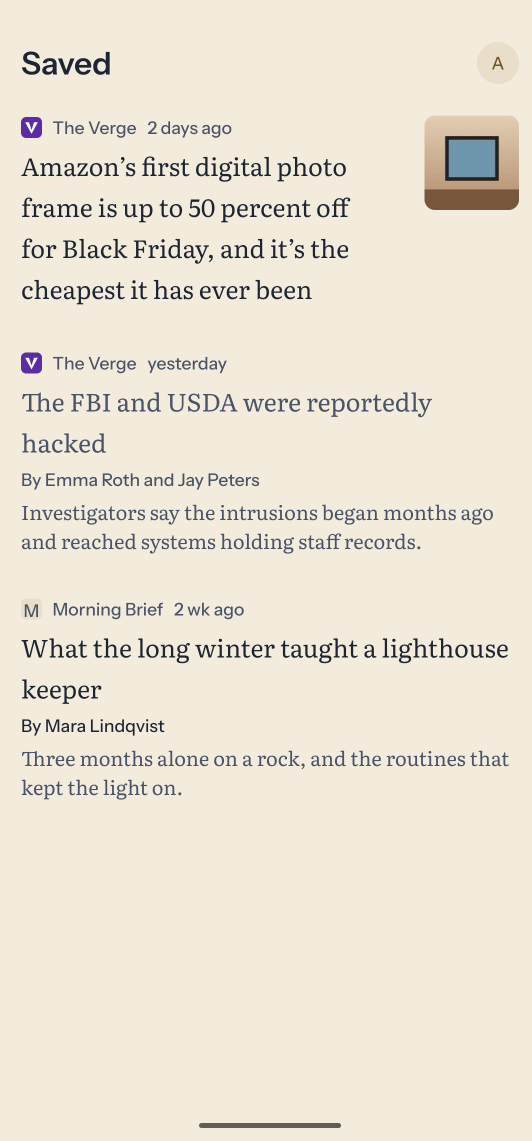 Saved
A
V The Verge 2 days ago
Amazon’s first digital photo
frame is up to 50 percent off
for Black Friday, and it’s the
cheapest it has ever been
V The Verge yesterday
The FBI and USDA were reportedly
hacked
By Emma Roth and Jay Peters
Investigators say the intrusions began months ago
and reached systems holding staff records.
M Morning Brief 2 wk ago
What the long winter taught a lighthouse
keeper
By Mara Lindqvist
Three months alone on a rock, and the routines that
kept the light on.